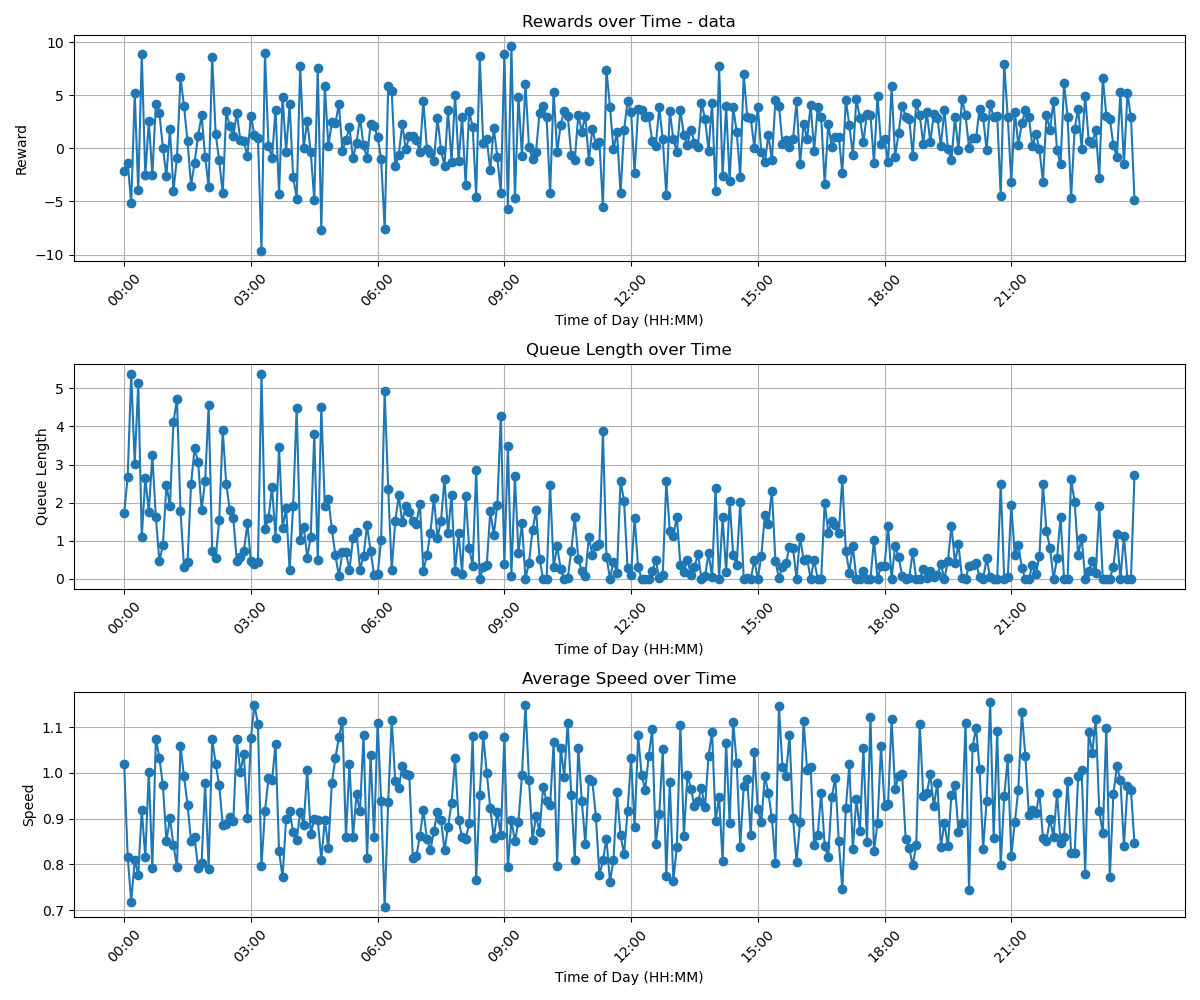 Rewards over Time - data
10
5
0
−5
−10
Reward
00:00 03:00 06:00 09:00 12:00 15:00 18:00 21:00
Time of Day (HH:MM)
Queue Length over Time
5
4
3
2
1
0
Queue Length
00:00 03:00 06:00 09:00 12:00 15:00 18:00 21:00
Time of Day (HH:MM)
Average Speed over Time
1.1
1.0
0.9
0.8
0.7
Speed
00:00 03:00 06:00 09:00 12:00 15:00 18:00 21:00
Time of Day (HH:MM)